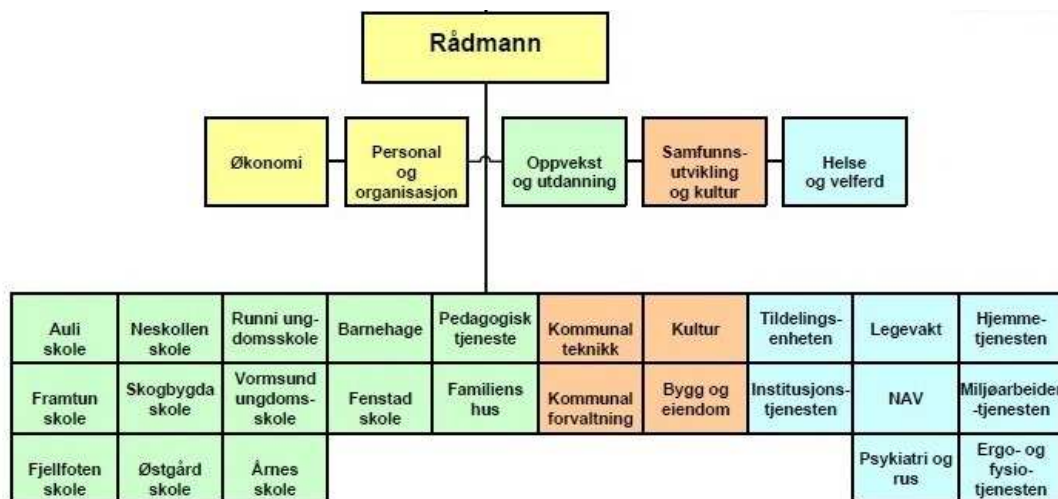 Rådmann
Økonomi
Personal
og
organisasjon
Oppvekst
og utdanning
Samfunns-
utvikling
og kultur
Helse
og velferd
Auli
skole
Neskollen
skole
Runni ung-
domsskole
Barnehage
Pedagogisk
tjeneste
Kommunal
teknikk
Kultur
Tildelings-
enheten
Legevakt
Hjemme-
tjenesten
Framtun
skole
Skogbygda
skole
Vormsund
ungdoms-
skole
Fenstad
skole
Familiens
hus
Kommunal
forvaltning
Bygg og
eiendom
Institusjons-
tjenesten
NAV
Miljøarbeider
-tjenesten
Fjellfoten
skole
Østgård
skole
Årnes
skole
Psykiatri og
rus
Ergo- og
fysio-
tjenesten